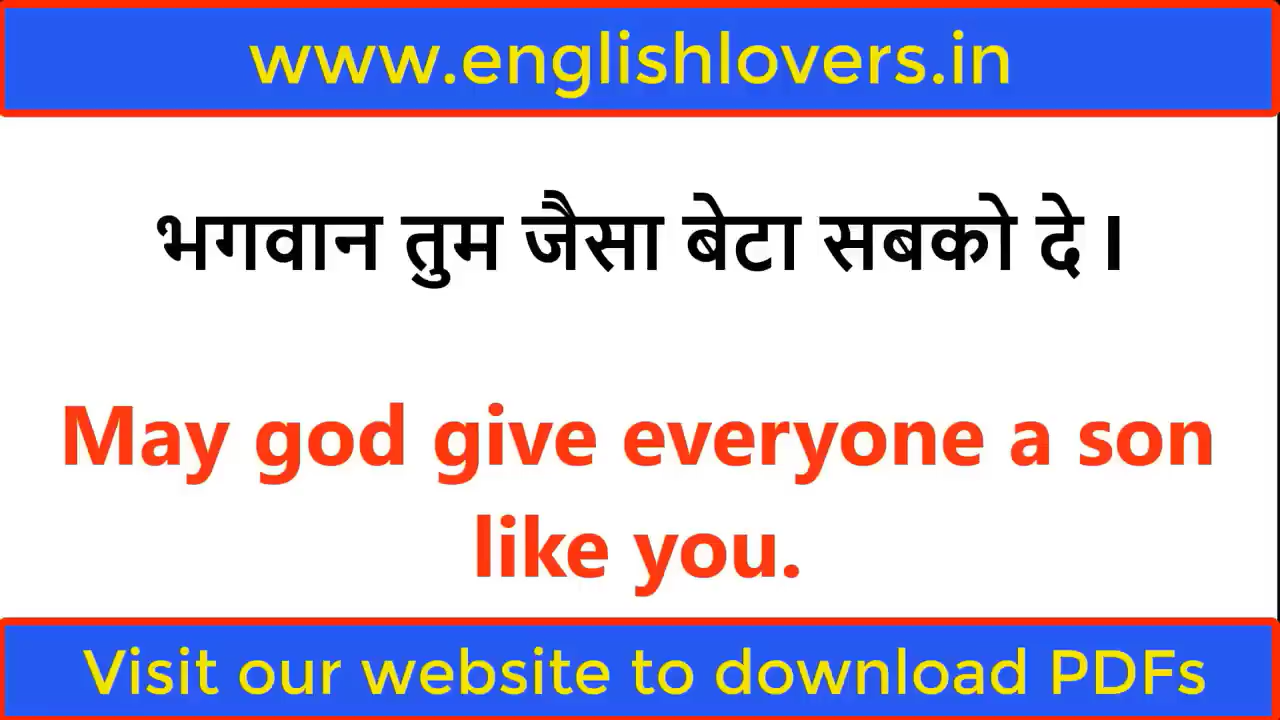 www.englishlovers.in
भगवान तुम जैसा बेटा सबको दे ।
May god give everyone a son
like you.
Visit our website to download PDFs